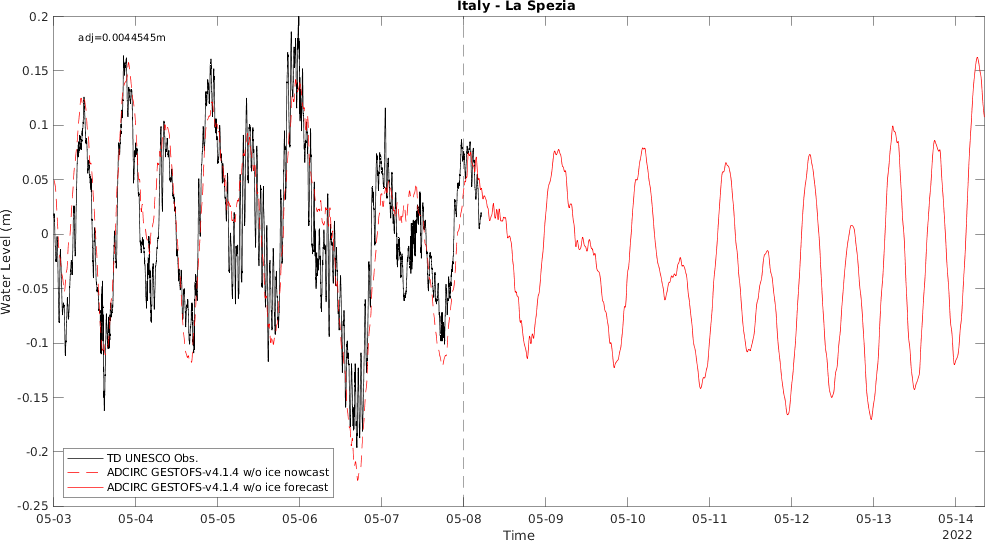 Italy - La Spezia
adj=0.0044545m
Water Level (m)
0.2
0.15
0.1
0.05
0
-0.05
-0.1
-0.15
-0.2
-0.25
TD UNESCO Obs.
ADCIRC GESTOFS-v4.1.4 w/o ice nowcast
ADCIRC GESTOFS-v4.1.4 w/o ice forecast
05-03 05-04 05-05 05-06 05-07 05-08 05-09 05-10 05-11 05-12 05-13 05-14
Time
2022